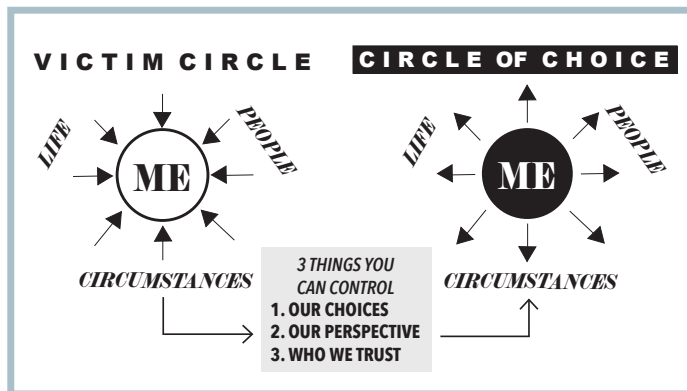 VICTIM CIRCLE
LIFE
PEOPLE
ME
CIRCUMSTANCES
3 THINGS YOU
CAN CONTROL
1. OUR CHOICES
2. OUR PERSPECTIVE
3. WHO WE TRUST
CIRCLE OF CHOICE
LIFE
PEOPLE
ME
CIRCUMSTANCES